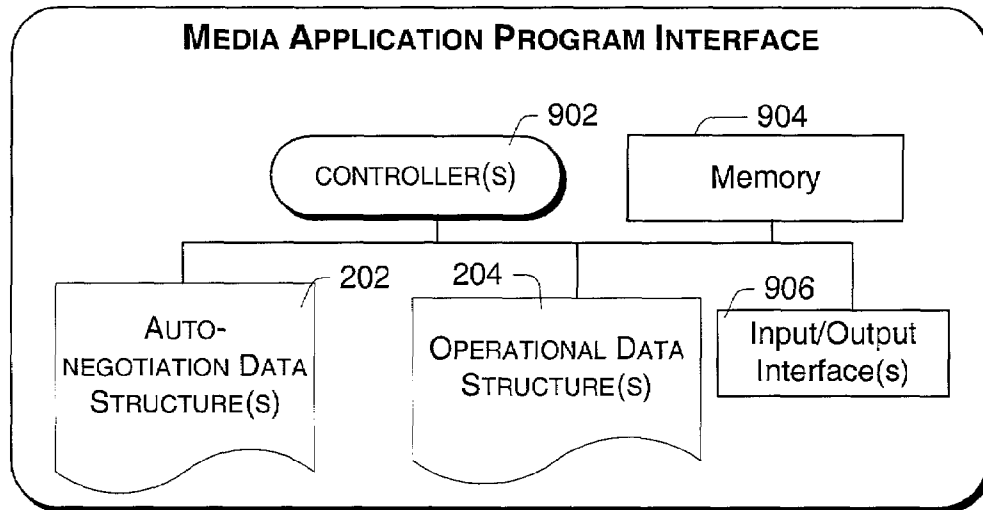 MEDIA APPLICATION PROGRAM INTERFACE
902
904
CONTROLLER(S)
Memory
202
204
906
AUTO-
NEGOTIATION DATA
STRUCTURE(S)
OPERATIONAL DATA
STRUCTURE(S)
Input/Output
Interface(s)